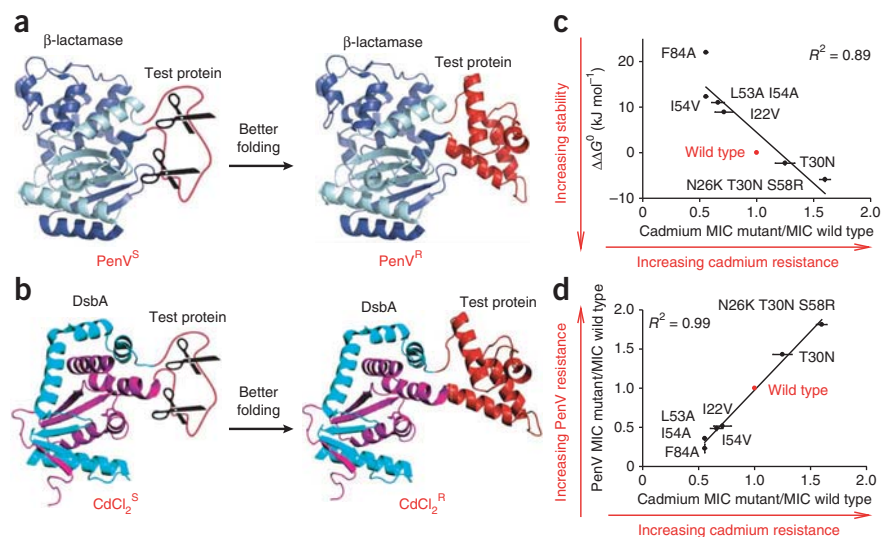 a
β-lactamase
Test protein
Better
folding
β-lactamase
Test protein
PenV^S
PenV^R
b
DsbA
Test protein
Better
folding
DsbA
Test protein
CdCl₂^S
CdCl₂^R
c
Increasing stability
ΔΔG⁰ (kJ mol⁻¹)
20
10
0
−10
F84A
R² = 0.89
L53A I54A
I54V
I22V
Wild type
T30N
N26K T30N S58R
0
0.5
1.0
1.5
2.0
Cadmium MIC mutant/MIC wild type
Increasing cadmium resistance
d
Increasing PenV resistance
PenV MIC mutant/MIC wild type
2.0
1.5
1.0
0.5
0
N26K T30N S58R
R² = 0.99
T30N
Wild type
L53A
I54A
I22V
I54V
F84A
0
0.5
1.0
1.5
2.0
Cadmium MIC mutant/MIC wild type
Increasing cadmium resistance